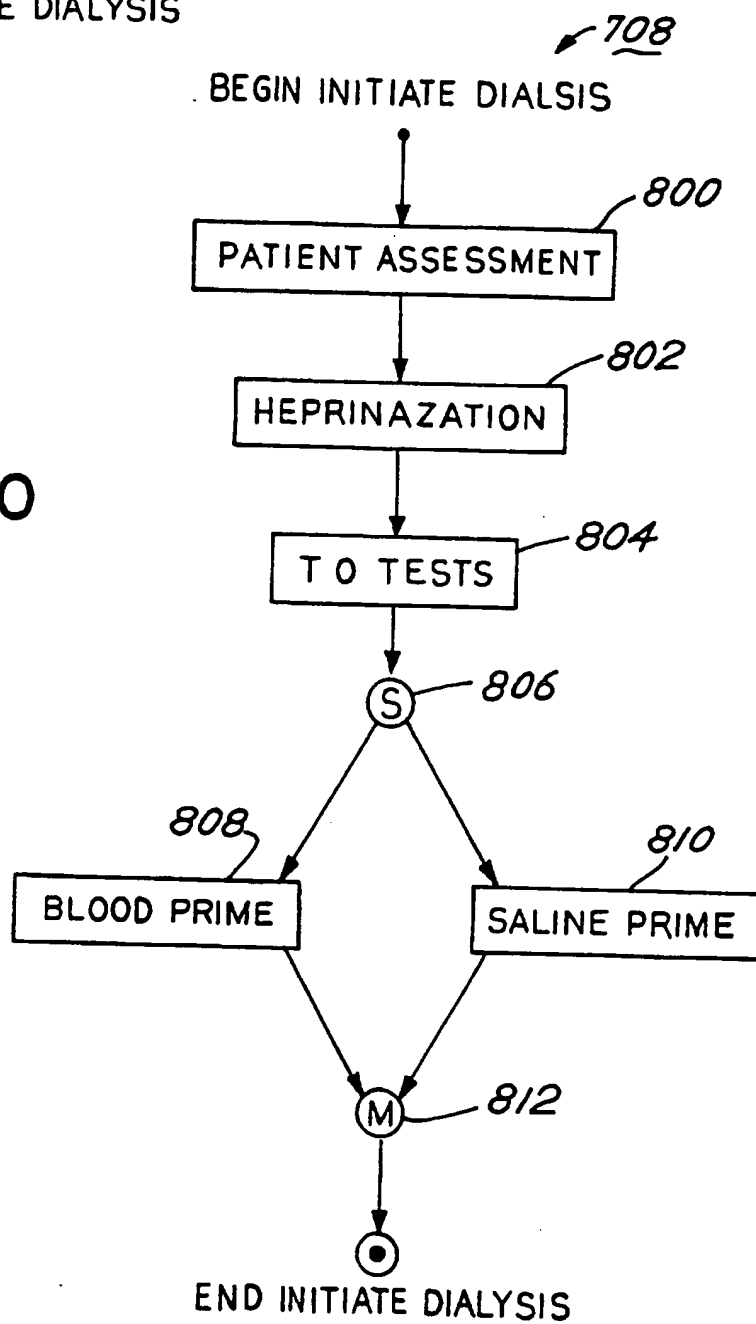 E DIALYSIS
708
BEGIN INITIATE DIALSIS
800
PATIENT ASSESSMENT
802
HEPRINAZATION
804
T O TESTS
S
806
808
810
BLOOD PRIME
SALINE PRIME
M
812
END INITIATE DIALYSIS